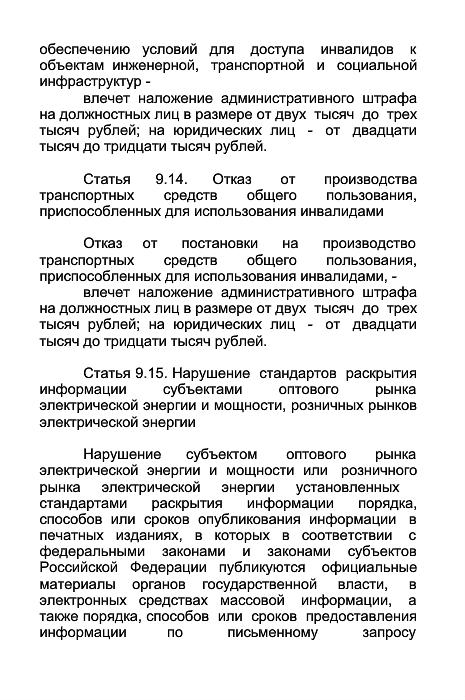 обеспечению условий для доступа инвалидов к
объектам инженерной, транспортной и социальной
инфраструктур -
влечет наложение административного штрафа
на должностных лиц в размере от двух тысяч до трех
тысяч рублей; на юридических лиц - от двадцати
тысяч до тридцати тысяч рублей.
Статья 9.14. Отказ от производства
транспортных средств общего пользования,
приспособленных для использования инвалидами
Отказ от постановки на производство
транспортных средств общего пользования,
приспособленных для использования инвалидами, -
влечет наложение административного штрафа
на должностных лиц в размере от двух тысяч до трех
тысяч рублей; на юридических лиц - от двадцати
тысяч до тридцати тысяч рублей.
Статья 9.15. Нарушение стандартов раскрытия
информации субъектами оптового рынка
электрической энергии и мощности, розничных рынков
электрической энергии
Нарушение субъектом оптового рынка
электрической энергии и мощности или розничного
рынка электрической энергии установленных
стандартами раскрытия информации порядка,
способов или сроков опубликования информации в
печатных изданиях, в которых в соответствии с
федеральными законами и законами субъектов
Российской Федерации публикуются официальные
материалы органов государственной власти, в
электронных средствах массовой информации, а
также порядка, способов или сроков предоставления
информации по письменному запросу